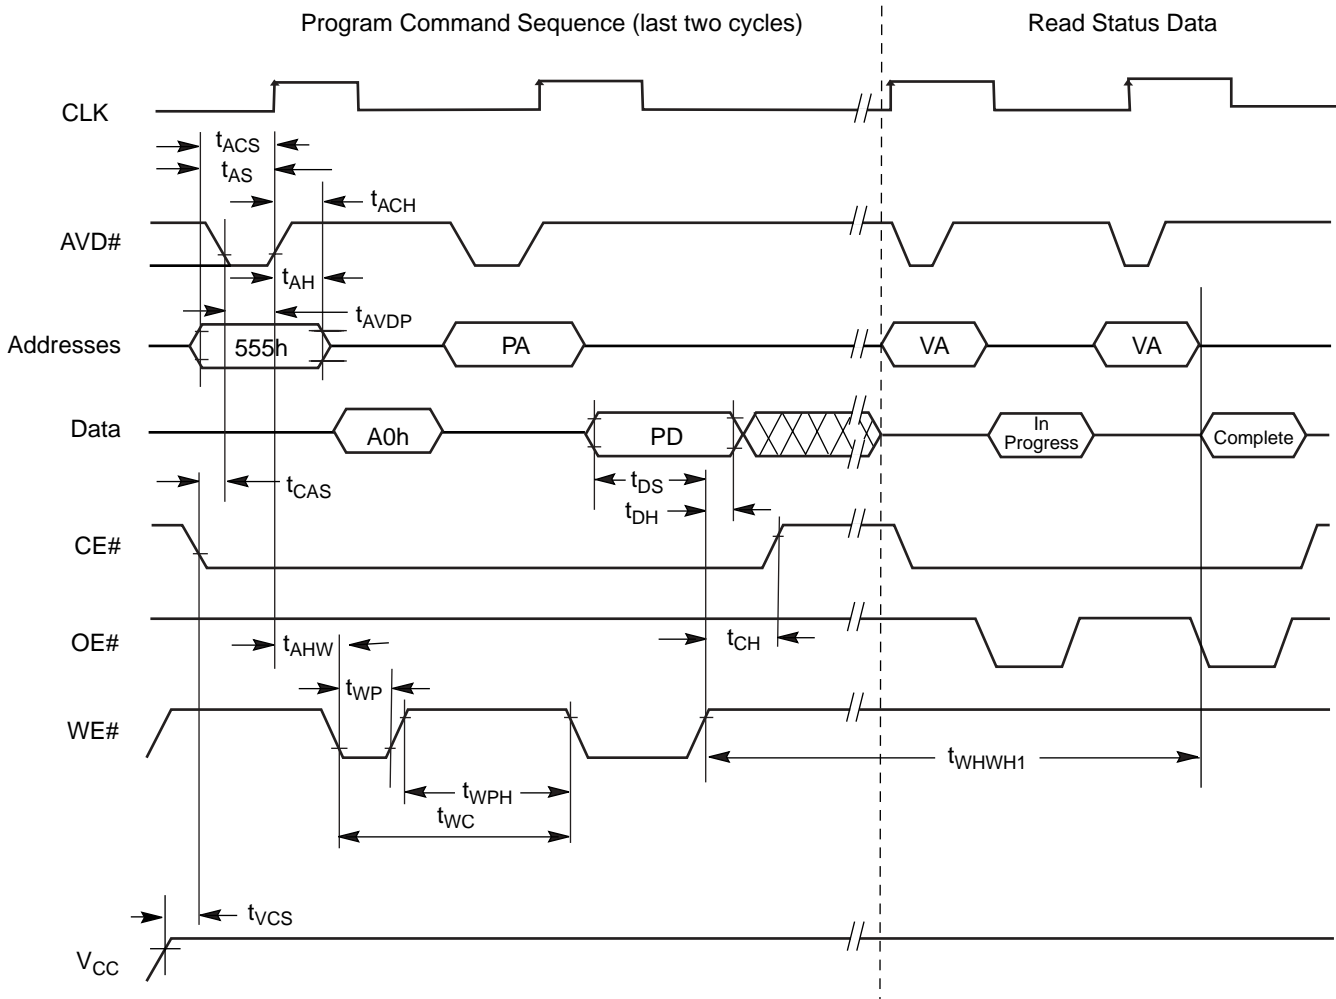 Program Command Sequence (last two cycles)
Read Status Data
CLK
tACS
tAS
tACH
AVD#
tAH
tAVDP
Addresses
555h
PA
VA
VA
Data
A0h
PD
In
Progress
Complete
tCAS
tDS
tDH
CE#
OE#
tAHW
tCH
tWP
WE#
tWHWH1
tWPH
tWC
tVCS
VCC